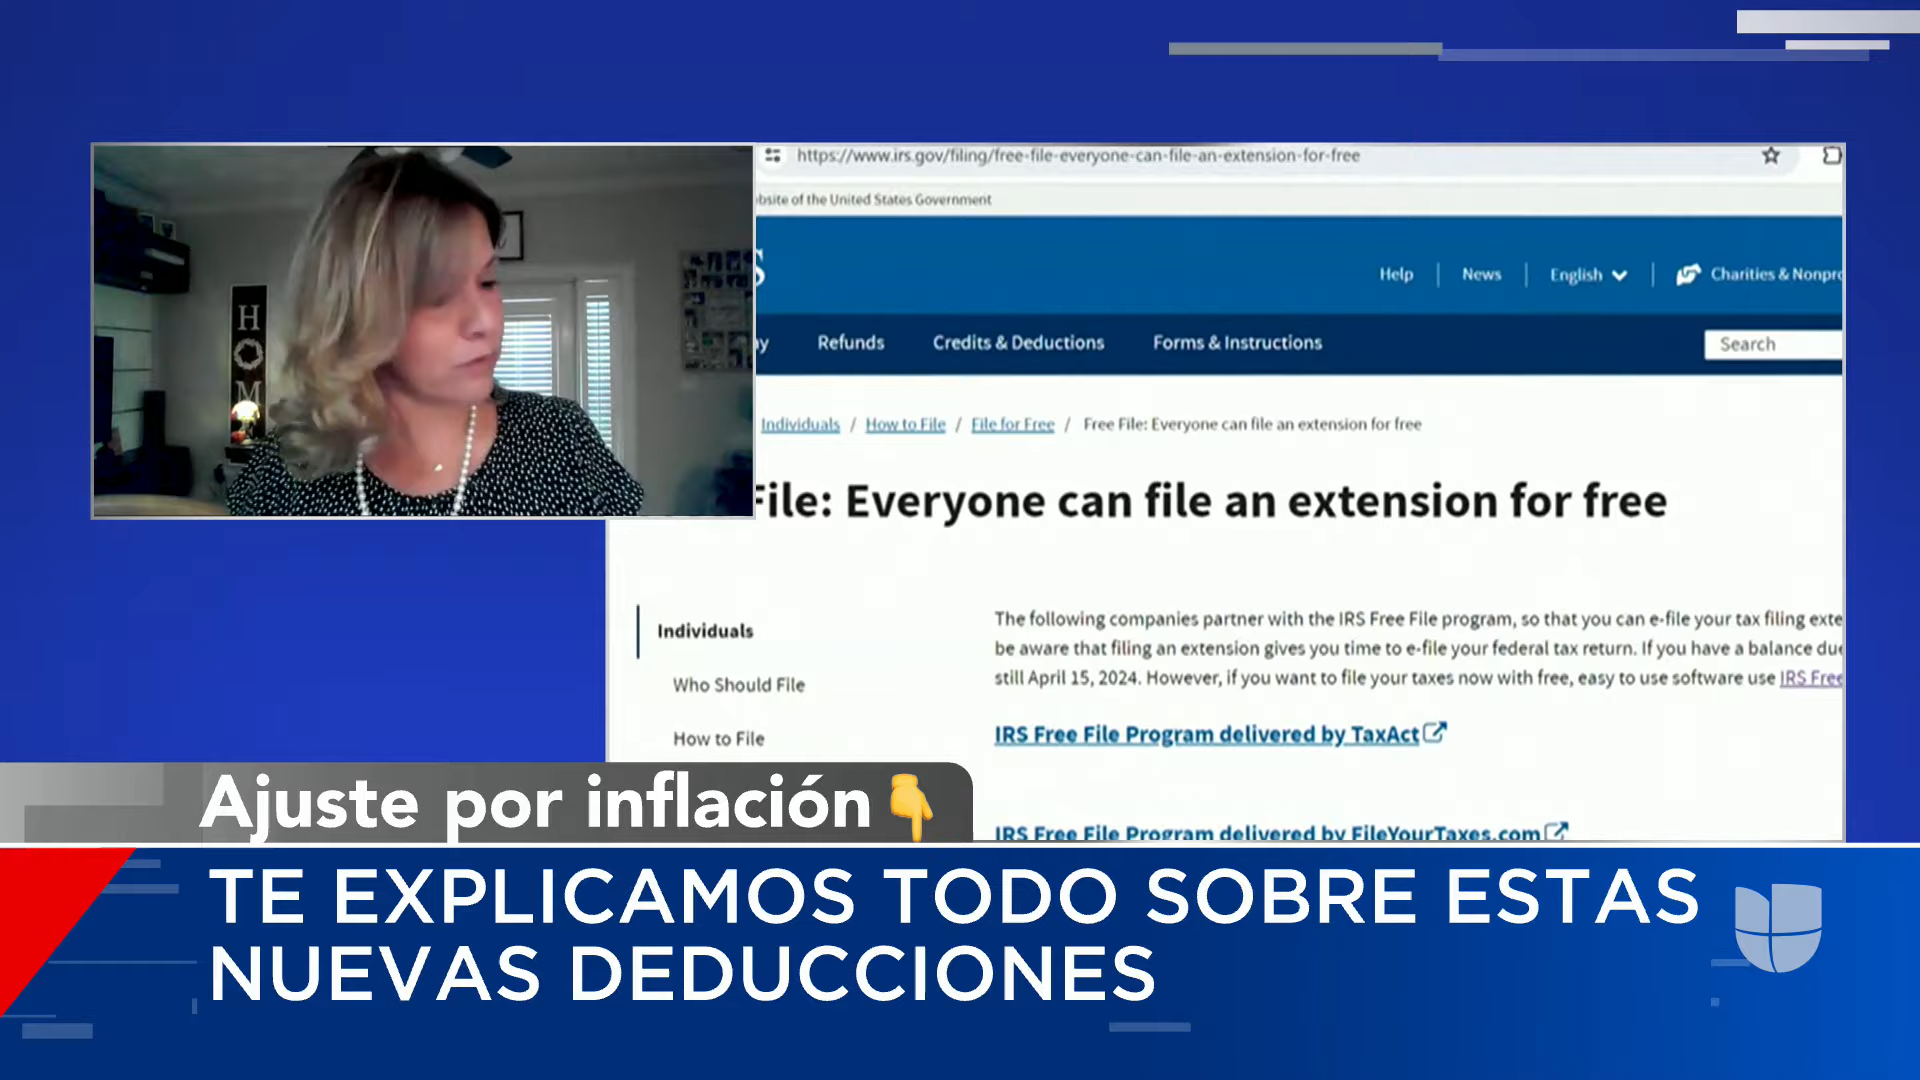 https://www.irs.gov/filing/free-file-everyone-can-file-an-extension-for-free
of the United States Government
Help
News
English
Charities &
Refunds
Credits & Deductions
Forms & Instructions
Search
HOM
Individuals / How to File / File for Free / Free File: Everyone can file an extension for free
File: Everyone can file an extension for free
Individuals
Who Should File
How to File
The following companies partner with the IRS Free File program, so that you can e-file your tax filing
be aware that filing an extension gives you time to e-file your federal tax return. If you have a balance
still April 15, 2024. However, if you want to file your taxes now with free, easy to use software use IRS Free
IRS Free File Program delivered by TaxAct
IRS Free File Program delivered by FileYourTaxes.com
Ajuste por inflación👇
TE EXPLICAMOS TODO SOBRE ESTAS
NUEVAS DEDUCCIONES